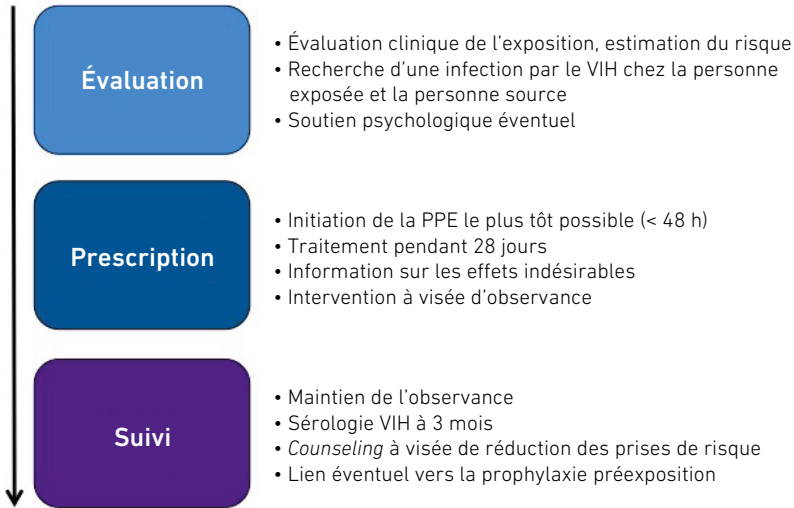 Évaluation
• Évaluation clinique de l'exposition, estimation du risque
• Recherche d'une infection par le VIH chez la personne
exposée et la personne source
• Soutien psychologique éventuel
Prescription
• Initiation de la PPE le plus tôt possible (< 48 h)
• Traitement pendant 28 jours
• Information sur les effets indésirables
• Intervention à visée d'observance
Suivi
• Maintien de l'observance
• Sérologie VIH à 3 mois
• Counseling à visée de réduction des prises de risque
• Lien éventuel vers la prophylaxie préexposition